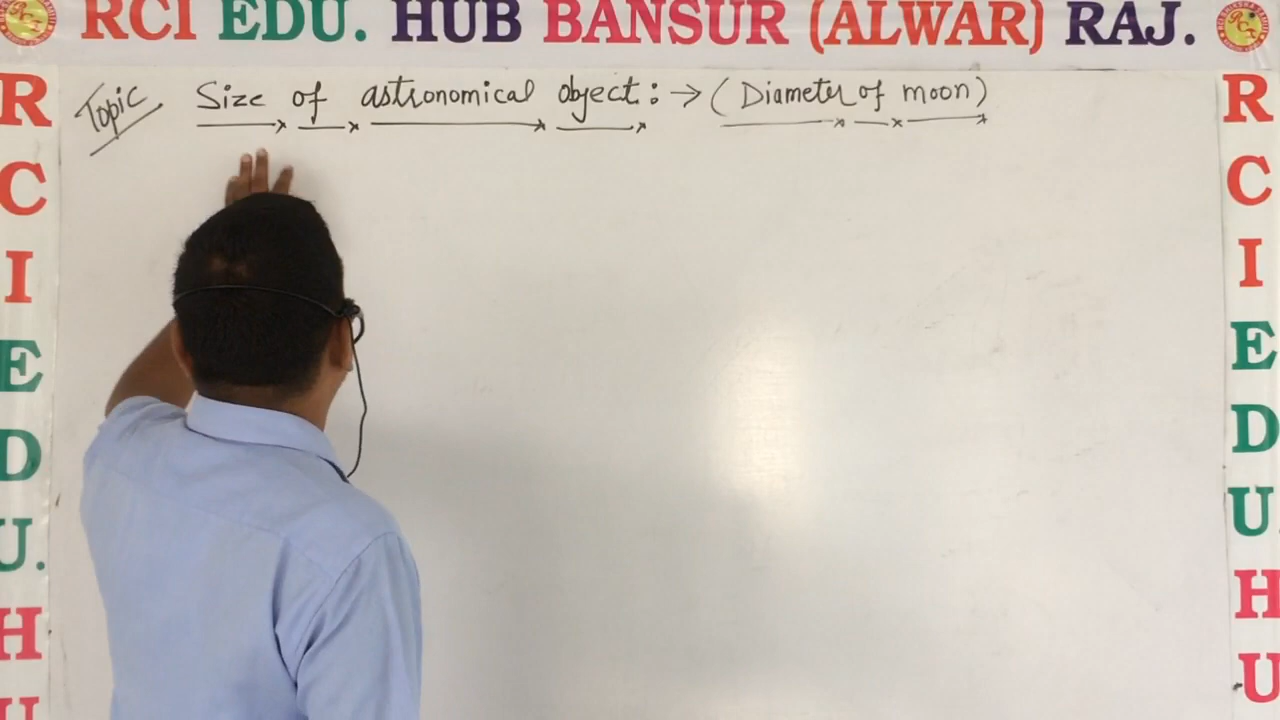 RCI EDU. HUB BANSUR (ALWAR) RAJ.
Topic Size of astronomical object :→ (Diameter of moon)
R
C
I
E
D
U.
H
U
R
C
I
E
D
U.
H
U